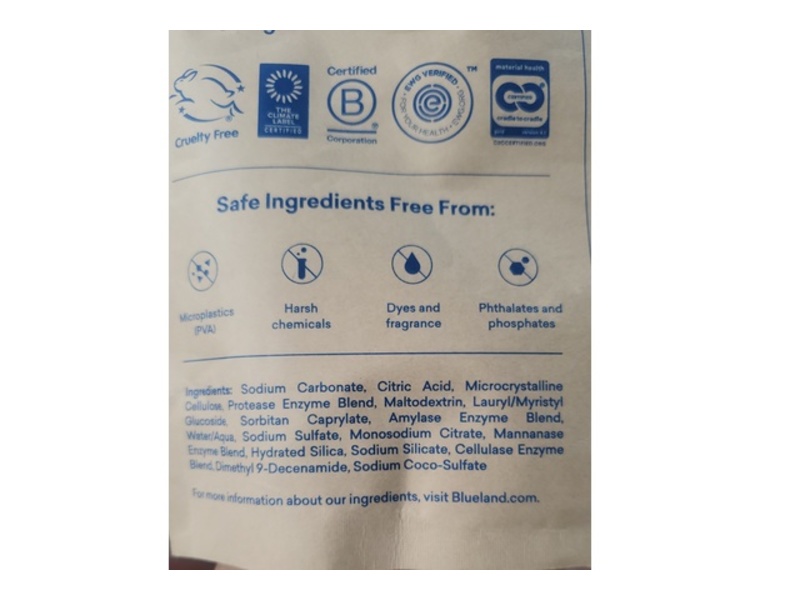 Cruelty Free
THE
CLIMATE
LABEL
CERTIFIED
Certified
B
®
Corporation
EWG VERIFIED
FOR YOUR HEALTH
TM
material health
cradle to cradle
Safe Ingredients Free From:
Microplastics
(PVA)
Harsh
chemicals
Dyes and
fragrance
Phthalates and
phosphates
Ingredients: Sodium Carbonate, Citric Acid, Microcrystalline
Cellulose, Protease Enzyme Blend, Maltodextrin, Lauryl/Myristyl
Glucoside, Sorbitan Caprylate, Amylase Enzyme Blend,
Water/Aqua, Sodium Sulfate, Monosodium Citrate, Mannanase
Enzyme Blend, Hydrated Silica, Sodium Silicate, Cellulase Enzyme
Blend, Dimethyl 9-Decenamide, Sodium Coco-Sulfate
For more information about our ingredients, visit Blueland.com.